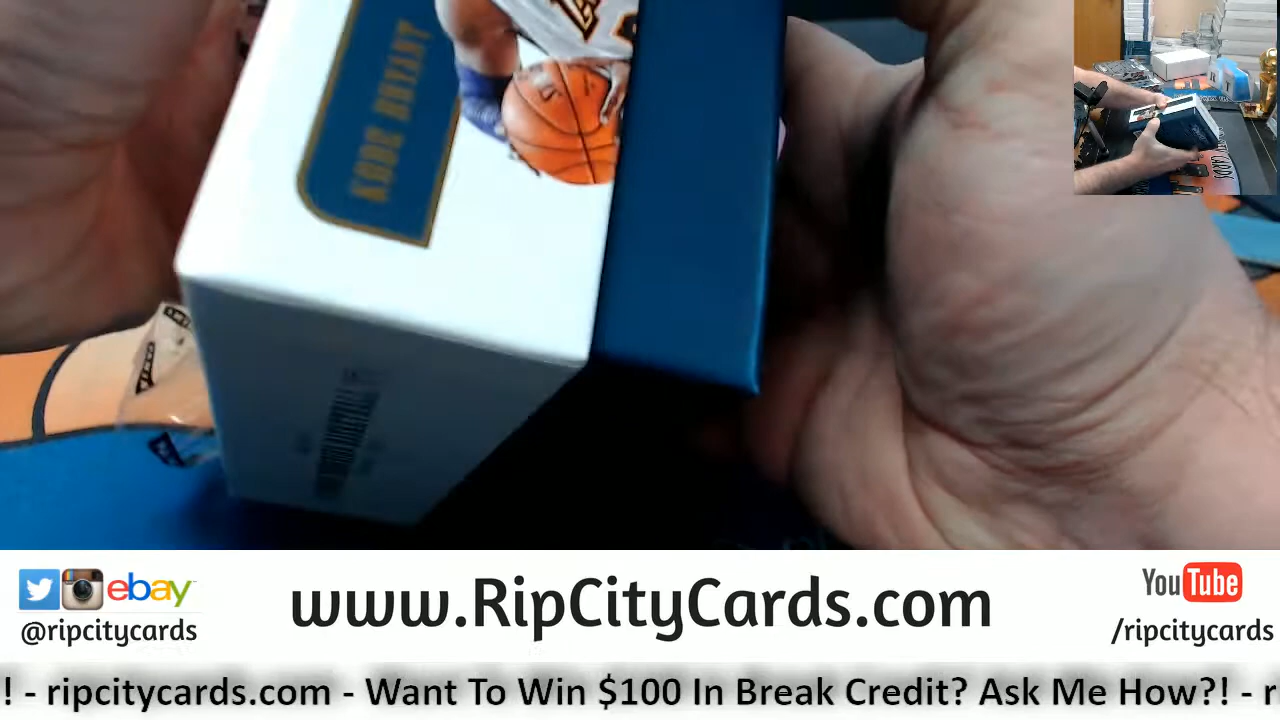 KOBE BRYANT
ebay
@ripcitycards
www.RipCityCards.com
YouTube
/ripcitycards
! - ripcitycards.com - Want To Win $100 In Break Credit? Ask Me How?! - r